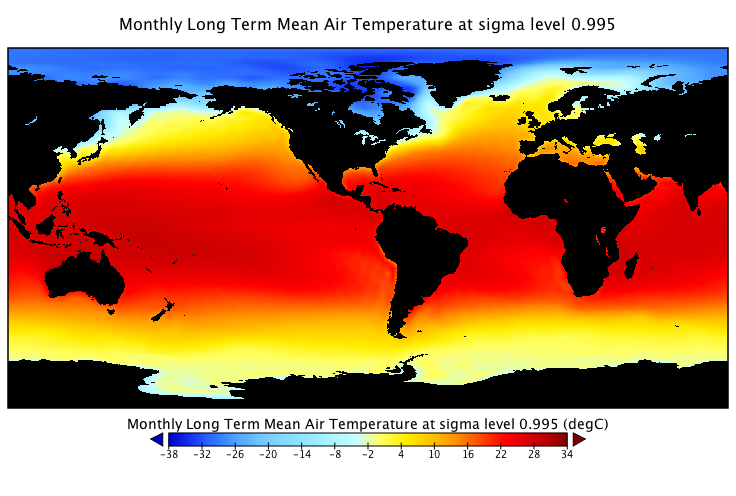 Monthly Long Term Mean Air Temperature at sigma level 0.995
Monthly Long Term Mean Air Temperature at sigma level 0.995 (degC)
-38 -32 -26 -20 -14 -8 -2 4 10 16 22 28 34